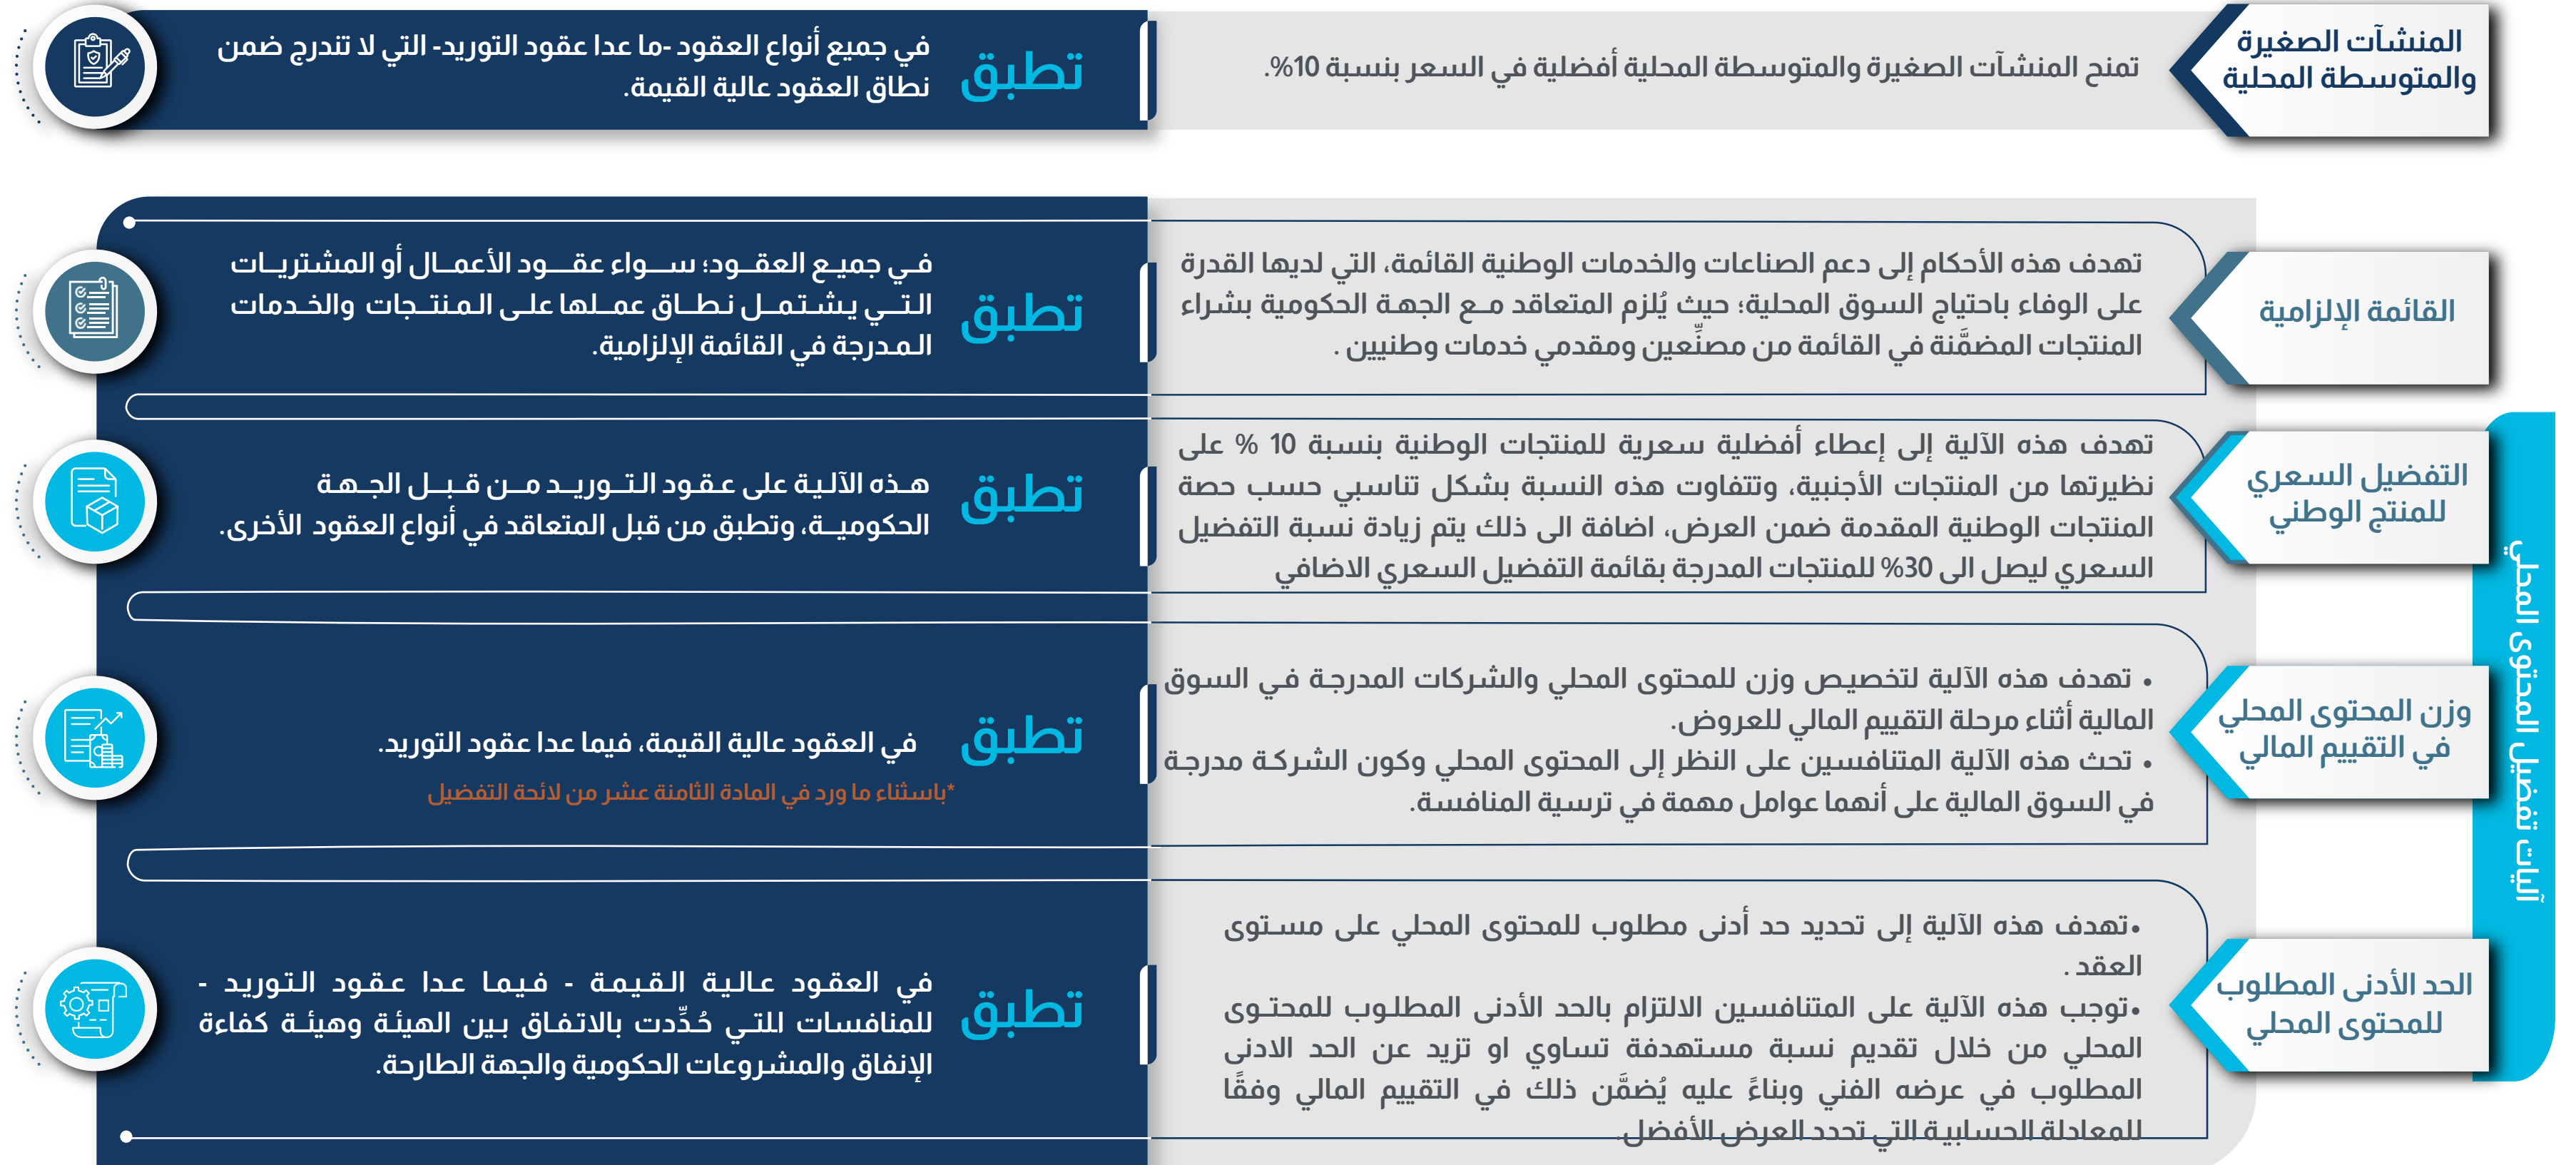 المنشآت الصغيرة
والمتوسطة المحلية
تمنح المنشآت الصغيرة والمتوسطة المحلية أفضلية في السعر بنسبة 10%.
تطبق
في جميع أنواع العقود -ما عدا عقود التوريد- التي لا تندرج ضمن
نطاق العقود عالية القيمة.
آليات تفضيل المحتوى المحلي
القائمة الإلزامية
تهدف هذه الأحكام إلى دعم الصناعات والخدمات الوطنية القائمة، التي لديها القدرة
على الوفاء باحتياج السوق المحلية؛ حيث يُلزم المتعاقد مع الجهة الحكومية بشراء
المنتجات المضمَّنة في القائمة من مصنِّعين ومقدمي خدمات وطنيين .
تطبق
في جميع العقود؛ سواء عقود الأعمال أو المشتريات
التي يشتمل نطاق عملها على المنتجات والخدمات
المدرجة في القائمة الإلزامية.
التفضيل السعري
للمنتج الوطني
تهدف هذه الآلية إلى إعطاء أفضلية سعرية للمنتجات الوطنية بنسبة 10 % على
نظيرتها من المنتجات الأجنبية، وتتفاوت هذه النسبة بشكل تناسبي حسب حصة
المنتجات الوطنية المقدمة ضمن العرض، اضافة الى ذلك يتم زيادة نسبة التفضيل
السعري ليصل الى 30% للمنتجات المدرجة بقائمة التفضيل السعري الاضافي
تطبق
هذه الآلية على عقود التوريد من قبل الجهة
الحكومية، وتطبق من قبل المتعاقد في أنواع العقود الأخرى.
وزن المحتوى المحلي
في التقييم المالي
• تهدف هذه الآلية لتخصيص وزن للمحتوى المحلي والشركات المدرجة في السوق
المالية أثناء مرحلة التقييم المالي للعروض.
• تحث هذه الآلية المتنافسين على النظر إلى المحتوى المحلي وكون الشركة مدرجة
في السوق المالية على أنهما عوامل مهمة في ترسية المنافسة.
تطبق
في العقود عالية القيمة، فيما عدا عقود التوريد.
*باسثناء ما ورد في المادة الثامنة عشر من لائحة التفضيل
الحد الأدنى المطلوب
للمحتوى المحلي
•تهدف هذه الآلية إلى تحديد حد أدنى مطلوب للمحتوى المحلي على مستوى
العقد .
•توجب هذه الآلية على المتنافسين الالتزام بالحد الأدنى المطلوب للمحتوى
المحلي من خلال تقديم نسبة مستهدفة تساوي او تزيد عن الحد الادنى
المطلوب في عرضه الفني وبناءً عليه يُضمَّن ذلك في التقييم المالي وفقًا
للمعادلة الحسابية التي تحدد العرض الأفضل.
تطبق
في العقود عالية القيمة - فيما عدا عقود التوريد -
للمنافسات للتي حُدِّدت بالاتفاق بين الهيئة وهيئة كفاءة
الإنفاق والمشروعات الحكومية والجهة الطارحة.